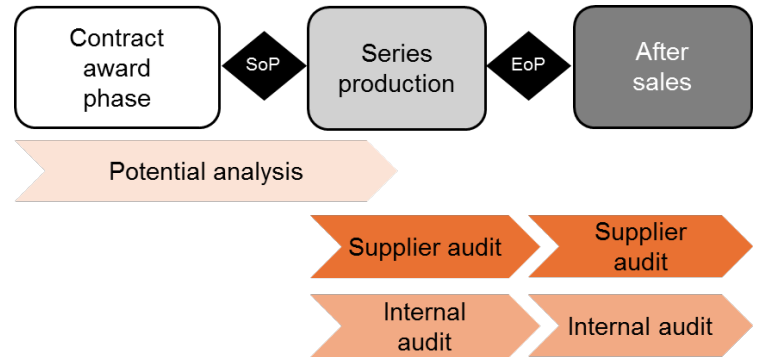 Contract
award
phase
SoP
Series
production
EoP
After
sales
Potential analysis
Supplier audit
Supplier
audit
Internal
audit
Internal audit